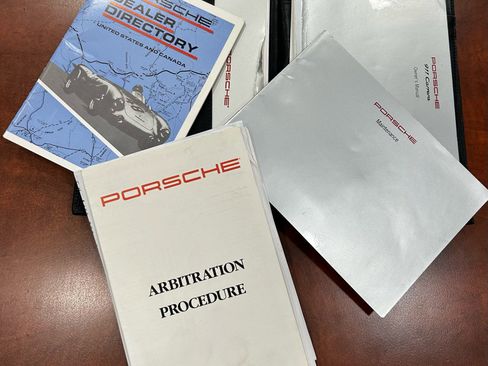 PORSCHE
DEALER
DIRECTORY
UNITED STATES AND CANADA
PORSCHE
PORSCHE
911 Carrera
Owner's Manual
PORSCHE
Maintenance
PORSCHE
ARBITRATION
PROCEDURE